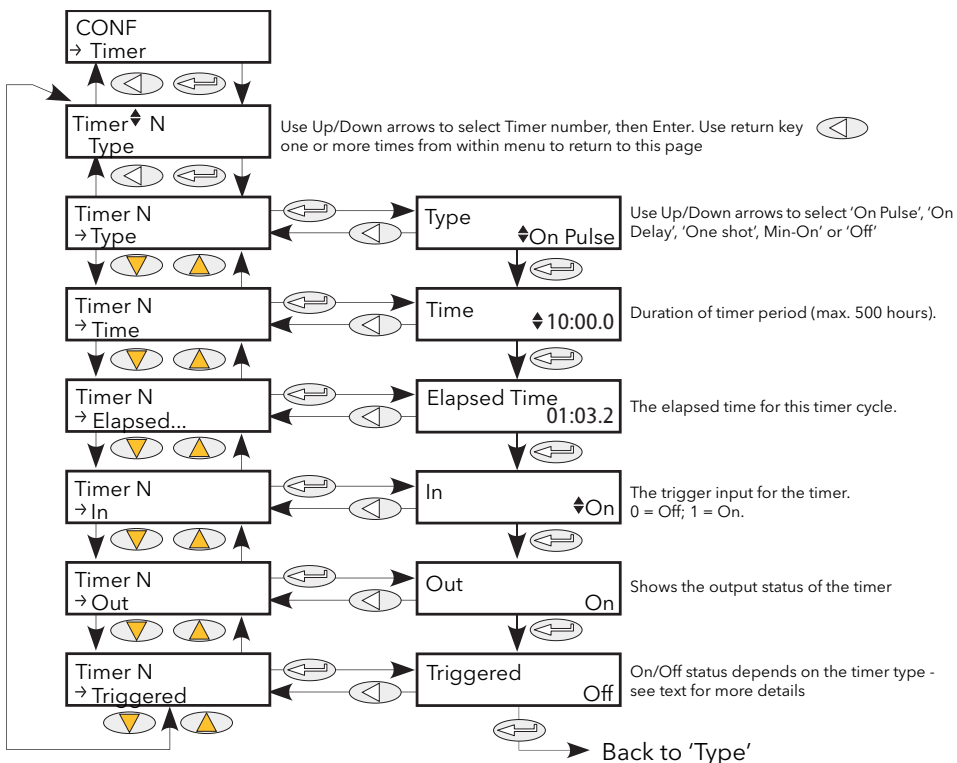 CONF
→ Timer
Timer N
Type
Use Up/Down arrows to select Timer number, then Enter. Use return key
one or more times from within menu to return to this page
Timer N
→Type
Type
On Pulse
Use Up/Down arrows to select ‘On Pulse’, ‘On
Delay’, ‘One shot’, Min-On’ or ‘Off’
Timer N
→ Time
Time
10:00.0
Duration of timer period (max. 500 hours).
Timer N
→ Elapsed...
Elapsed Time
01:03.2
The elapsed time for this timer cycle.
Timer N
→In
In
On
The trigger input for the timer.
0 = Off; 1 = On.
Timer N
→Out
Out
On
Shows the output status of the timer
Timer N
→ Triggered
Triggered
Off
On/Off status depends on the timer type -
see text for more details
Back to ‘Type’